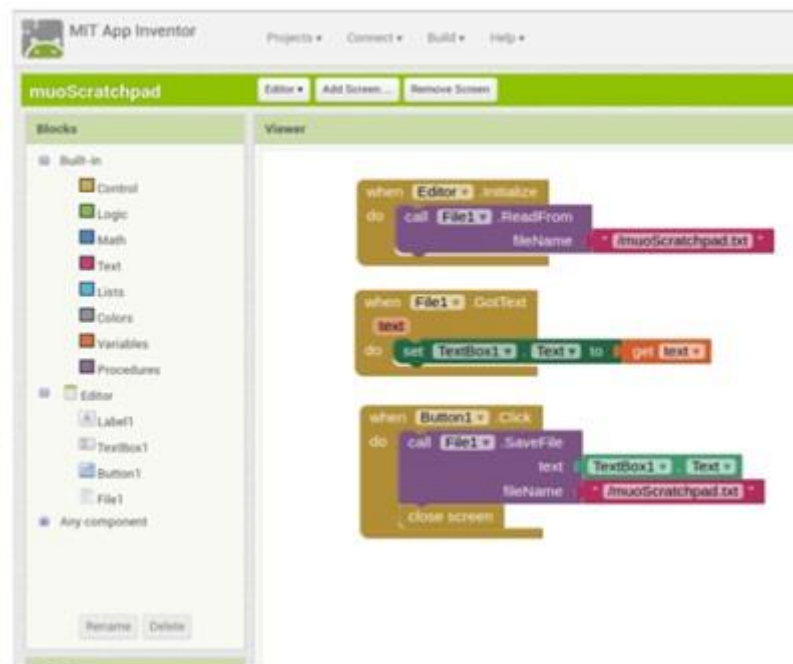 MIT App Inventor
Projects Connect Build Help
muoScratchpad
Editor Add Screen... Remove Screen
Blocks
Viewer
Built-in
Control
Logic
Math
Text
Lists
Colors
Variables
Procedures
Editor
Label1
TextBox1
Button1
File1
Any component
Rename Delete
when Editor .Initialize
do call File1 .ReadFrom
fileName "/muoScratchpad.txt"
when File1 .GotText
text
do set TextBox1 . Text to get text
when Button1 .Click
do call File1 .SaveFile
text TextBox1 . Text
fileName "/muoScratchpad.txt"
close screen